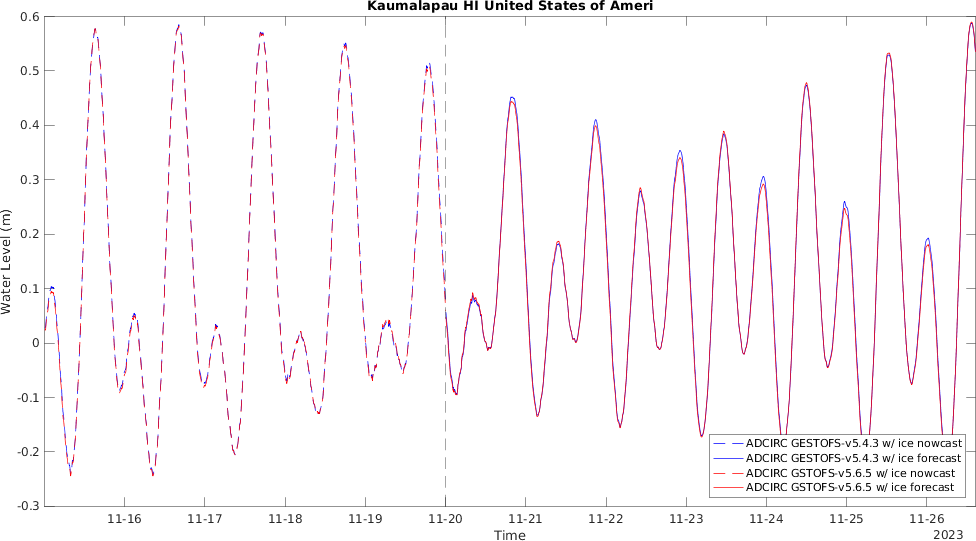 Kaumalapau HI United States of Ameri
Water Level (m)
0.6
0.5
0.4
0.3
0.2
0.1
0
-0.1
-0.2
-0.3
11-16 11-17 11-18 11-19 11-20 11-21 11-22 11-23 11-24 11-25 11-26
Time
2023
ADCIRC GESTOFS-v5.4.3 w/ ice nowcast
ADCIRC GESTOFS-v5.4.3 w/ ice forecast
ADCIRC GSTOFS-v5.6.5 w/ ice nowcast
ADCIRC GSTOFS-v5.6.5 w/ ice forecast